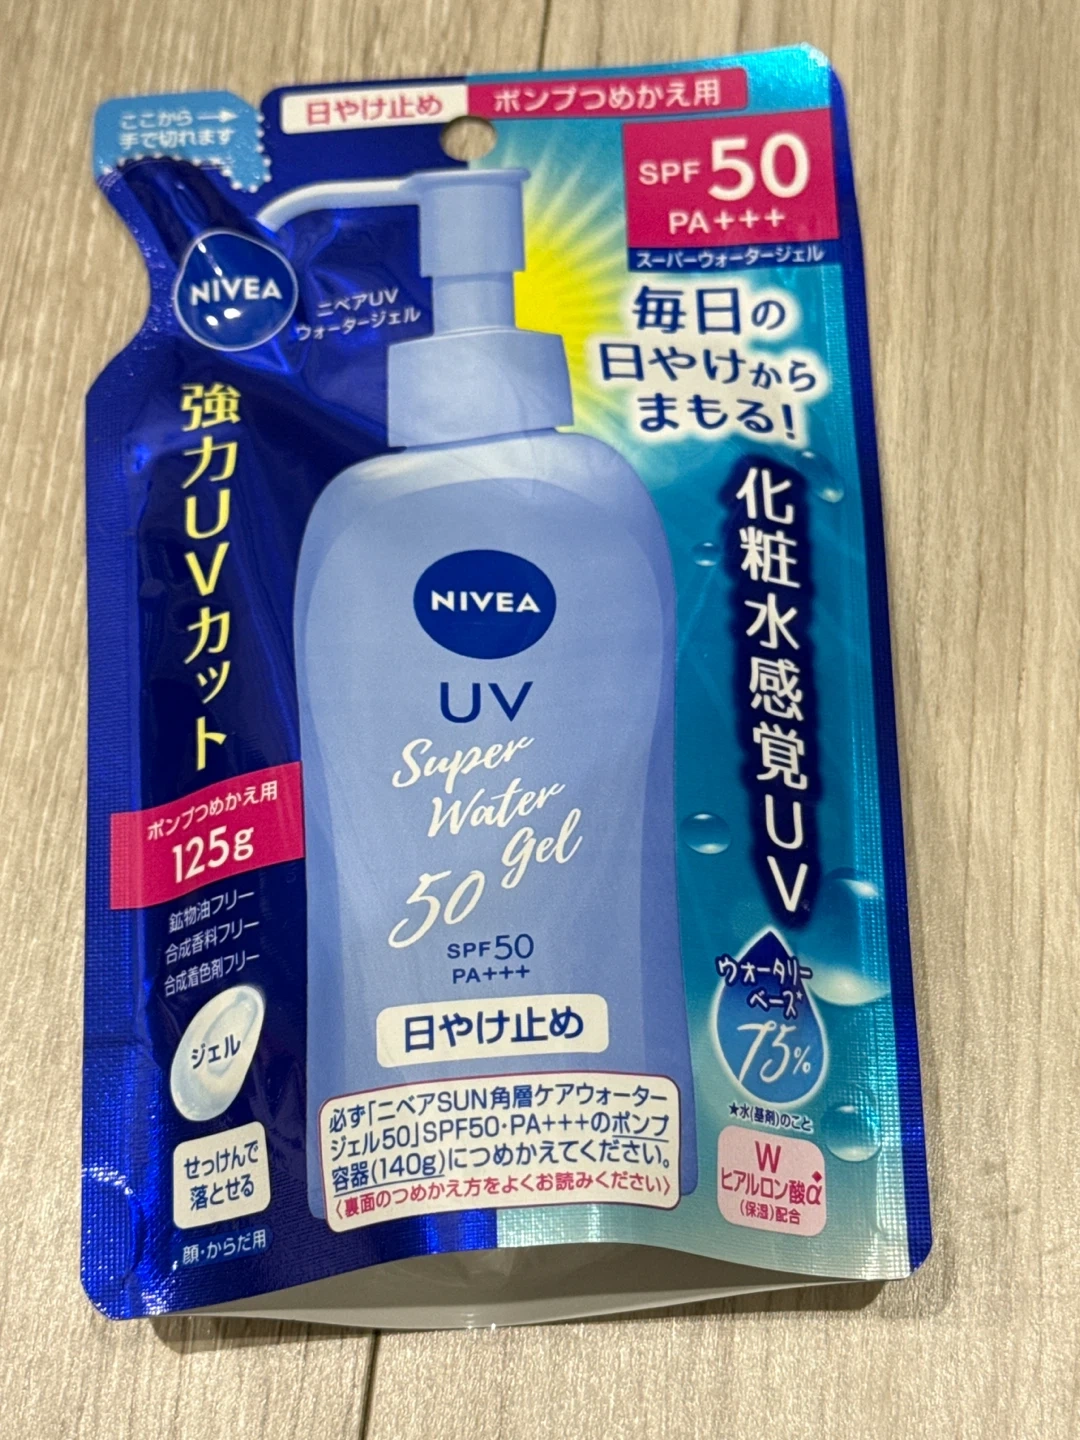 ここから→
手で切れます
日やけ止め
ポンプつめかえ用
SPF 50
PA+++
スーパーウォータージェル
NIVEA
ニベアUV
ウォータージェル
毎日の
日やけから
まもる!
強力UVカット
化粧水感覚UV
NIVEA
UV
Super
Water
Gel
50
SPF50
PA+++
日やけ止め
ポンプつめかえ用
125g
鉱物油フリー
合成香料フリー
合成着色剤フリー
ジェル
せっけんで
落とせる
顔・からだ用
ウォータリー
ベース★
75%
★水(基剤)のこと
W
ヒアルロン酸α
(保湿)配合
必ず「ニベアSUN角層ケアウォーター
ジェル50」SPF50・PA+++のポンプ
容器(140g)につめかえてください。
〈裏面のつめかえ方をよくお読みください〉